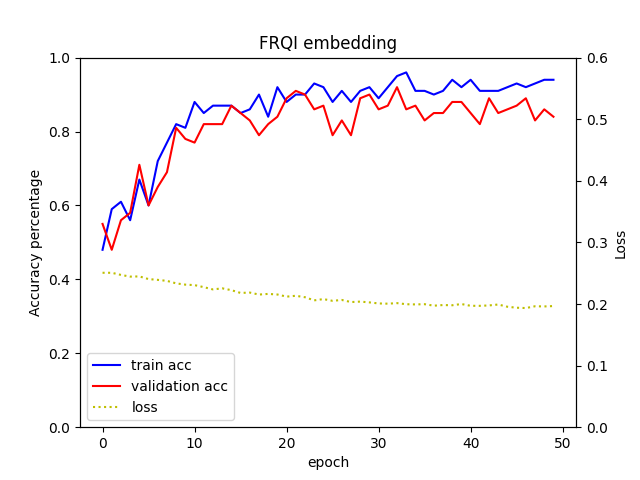 FRQI embedding
Accuracy percentage
1.0
0.8
0.6
0.4
0.2
0.0
train acc
validation acc
loss
0 10 20 30 40 50
epoch
0.6
0.5
0.4
0.3
0.2
0.1
0.0
Loss